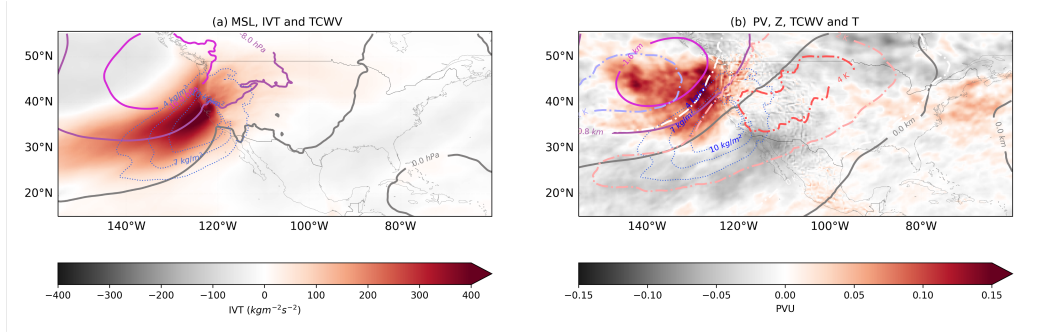 (a) MSL, IVT and TCWV
(b) PV, Z, TCWV and T
50°N
40°N
30°N
20°N
140°W
120°W
100°W
80°W
-8.0 hPa
4 kg/m²
1 kg/m²
0.0 hPa
50°N
40°N
30°N
20°N
140°W
120°W
100°W
80°W
1.6 km
0.8 km
10 kg/m²
4 K
0.0 km
0.0 km
−400
−300
−200
−100
0
100
200
300
400
IVT (kgm⁻²s⁻²)
−0.15
−0.10
−0.05
0.00
0.05
0.10
0.15
PVU